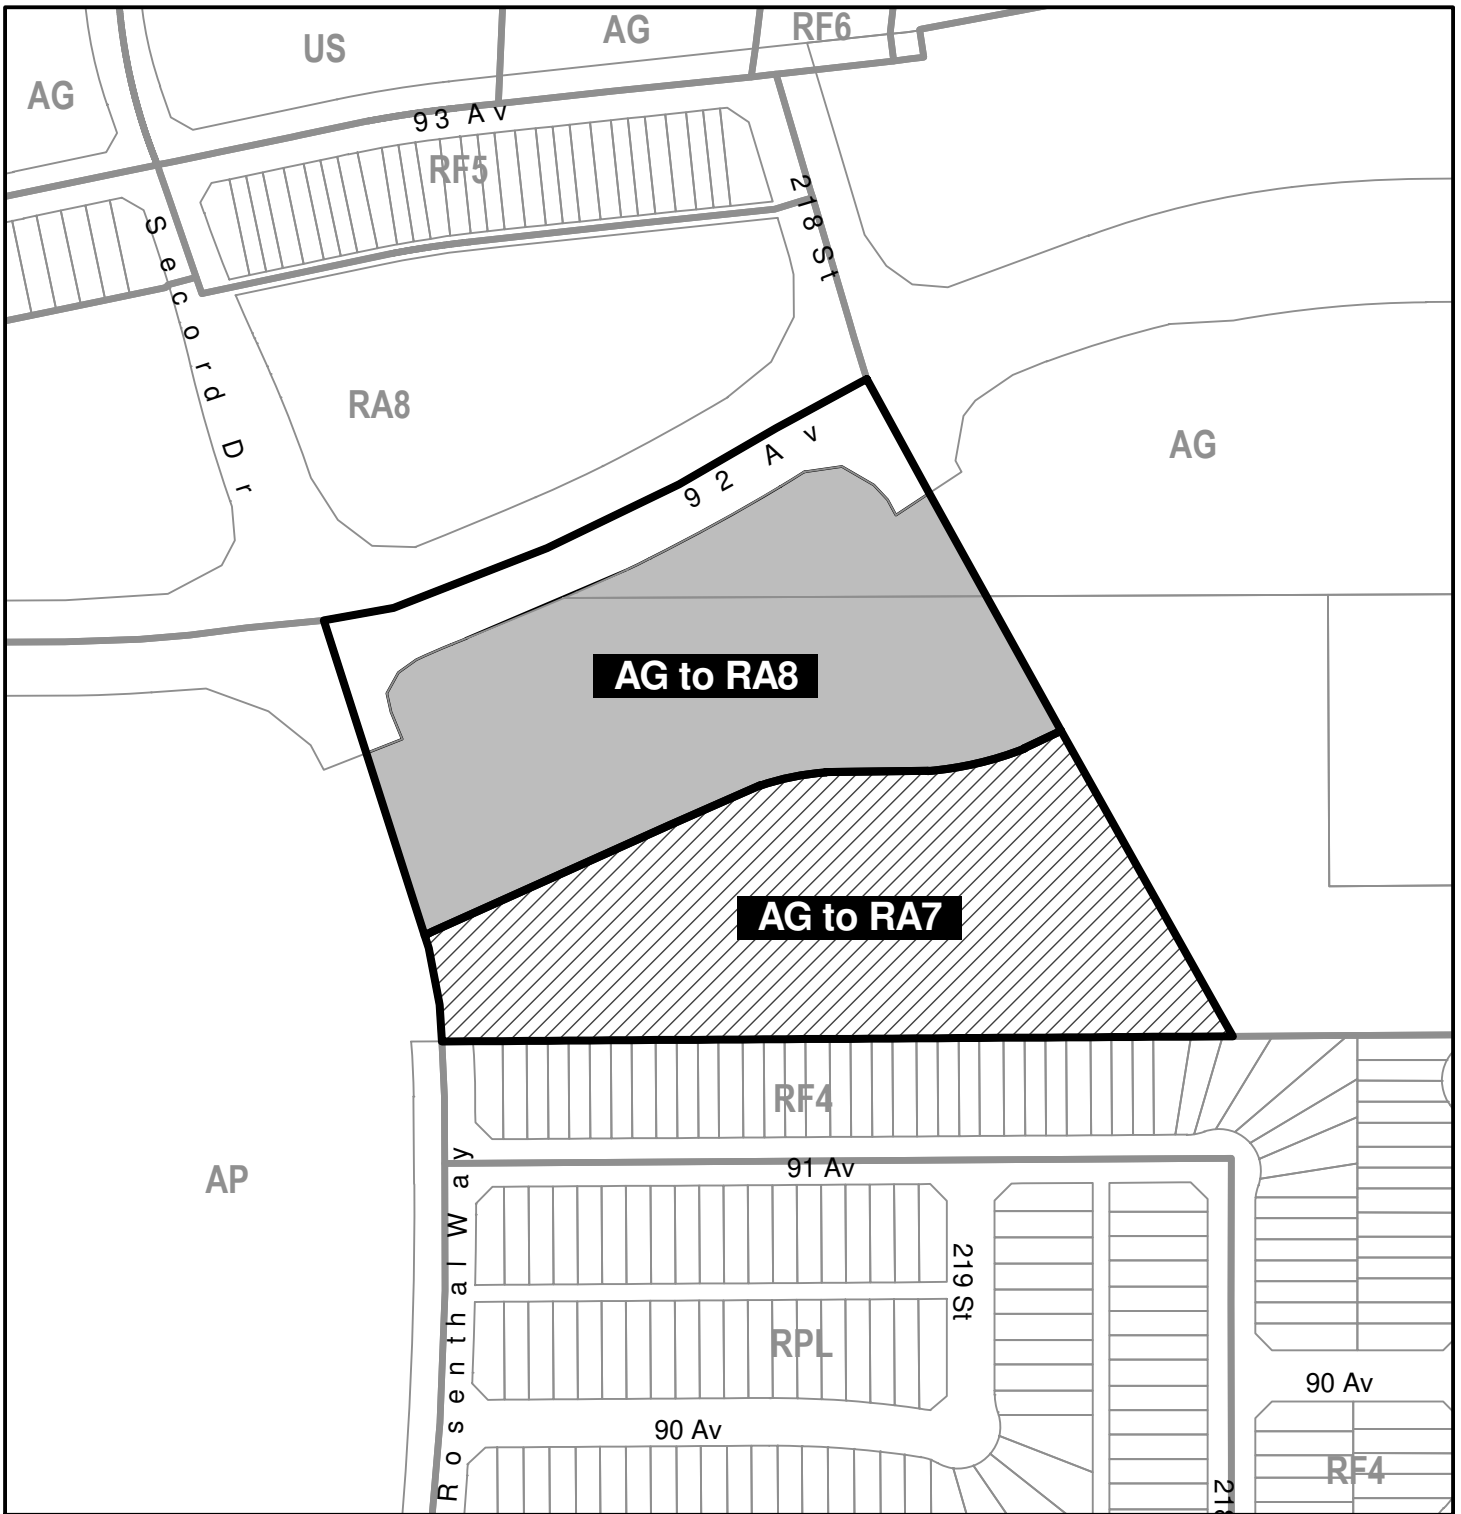 US
AG
RF6
AG
93 Av
RF5
218 St
Secord Dr
RA8
92 Av
AG
AG to RA8
AG to RA7
RF4
91 Av
AP
Rosenthal Way
219 St
RPL
90 Av
90 Av
RF4
218